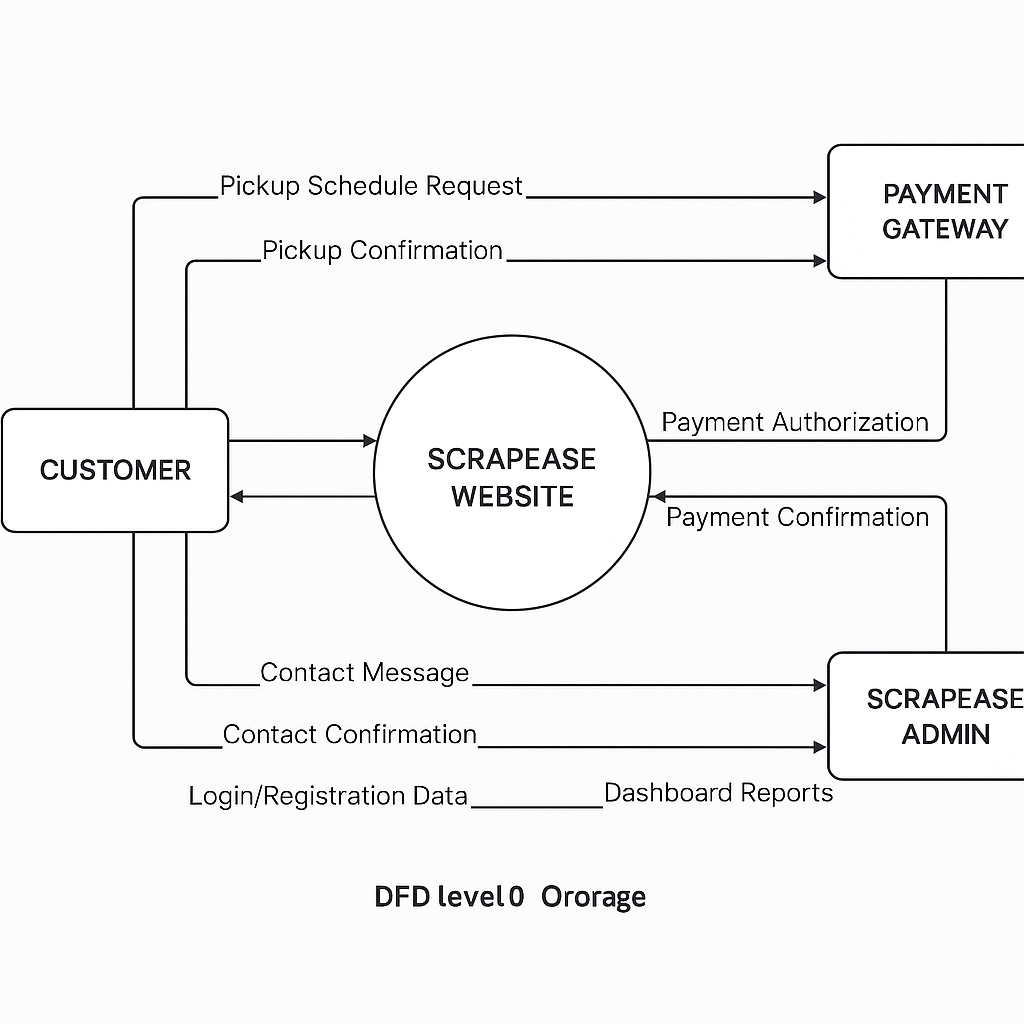 Pickup Schedule Request
PAYMENT
GATEWAY
Pickup Confirmation
Payment Authorization
CUSTOMER
SCRAPEASE
WEBSITE
Payment Confirmation
Contact Message
SCRAPEASE
ADMIN
Contact Confirmation
Login/Registration Data
Dashboard Reports
DFD level 0 Ororage